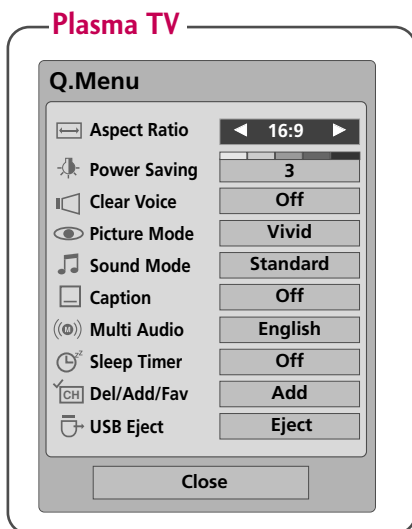 Plasma TV
Q.Menu
Aspect Ratio ◀ 16:9 ▶
Power Saving 3
Clear Voice Off
Picture Mode Vivid
Sound Mode Standard
Caption Off
Multi Audio English
Sleep Timer Off
Del/Add/Fav Add
USB Eject Eject
Close